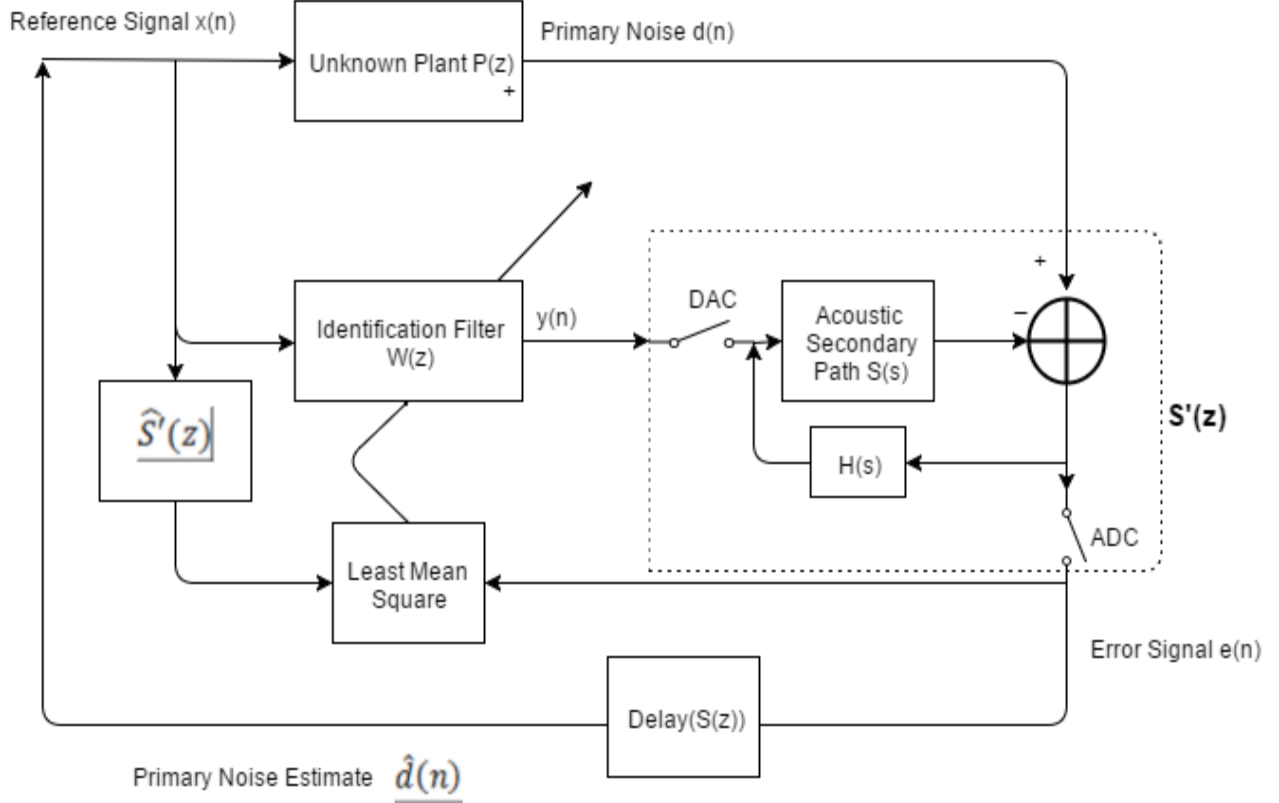 Reference Signal x(n)
Unknown Plant P(z)
+
Primary Noise d(n)
+
−
Identification Filter
W(z)
y(n)
DAC
Acoustic
Secondary
Path S(s)
S'(z)
Ŝ′(z)
H(s)
ADC
Least Mean
Square
Error Signal e(n)
Delay(S(z))
Primary Noise Estimate d̂(n)